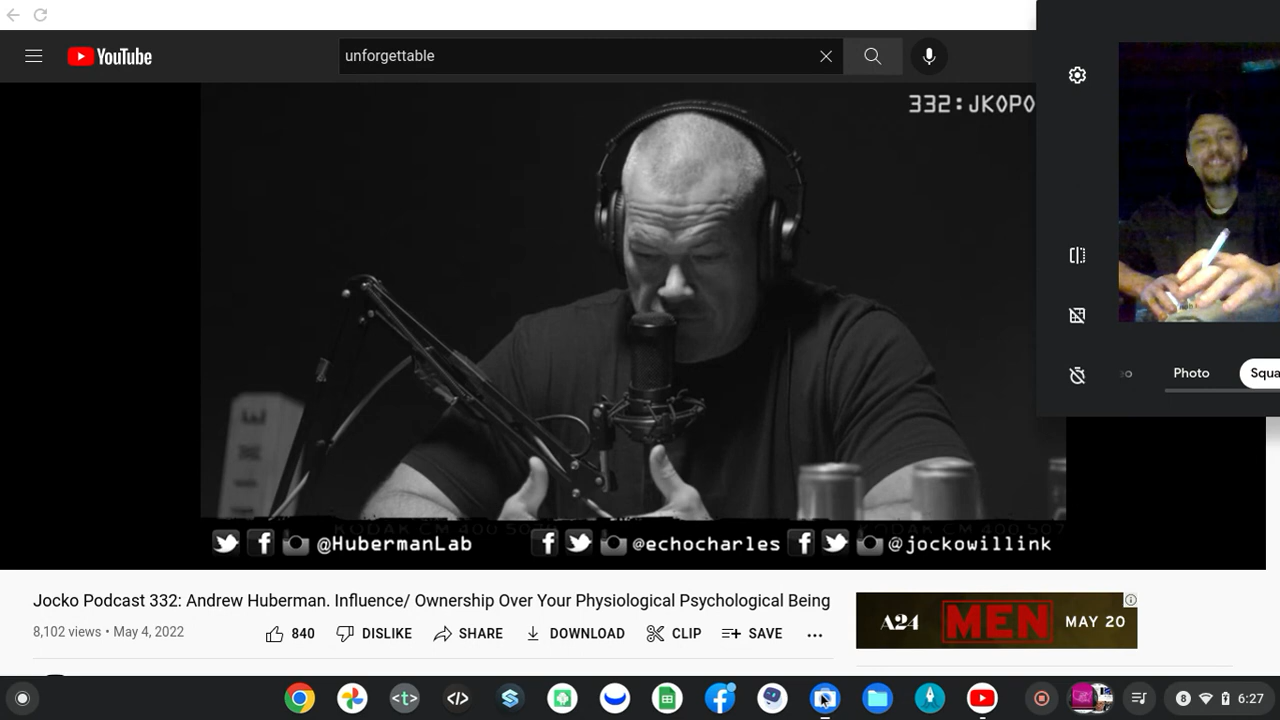 YouTube
unforgettable
332:JKOPO
@HubermanLab
@echocharles
@jockowillink
Photo
Squa
Jocko Podcast 332: Andrew Huberman. Influence/ Ownership Over Your Physiological Psychological Being
8,102 views • May 4, 2022
840
DISLIKE
SHARE
DOWNLOAD
CLIP
SAVE
A24
MEN
MAY 20
<t>
</>
8
6:27